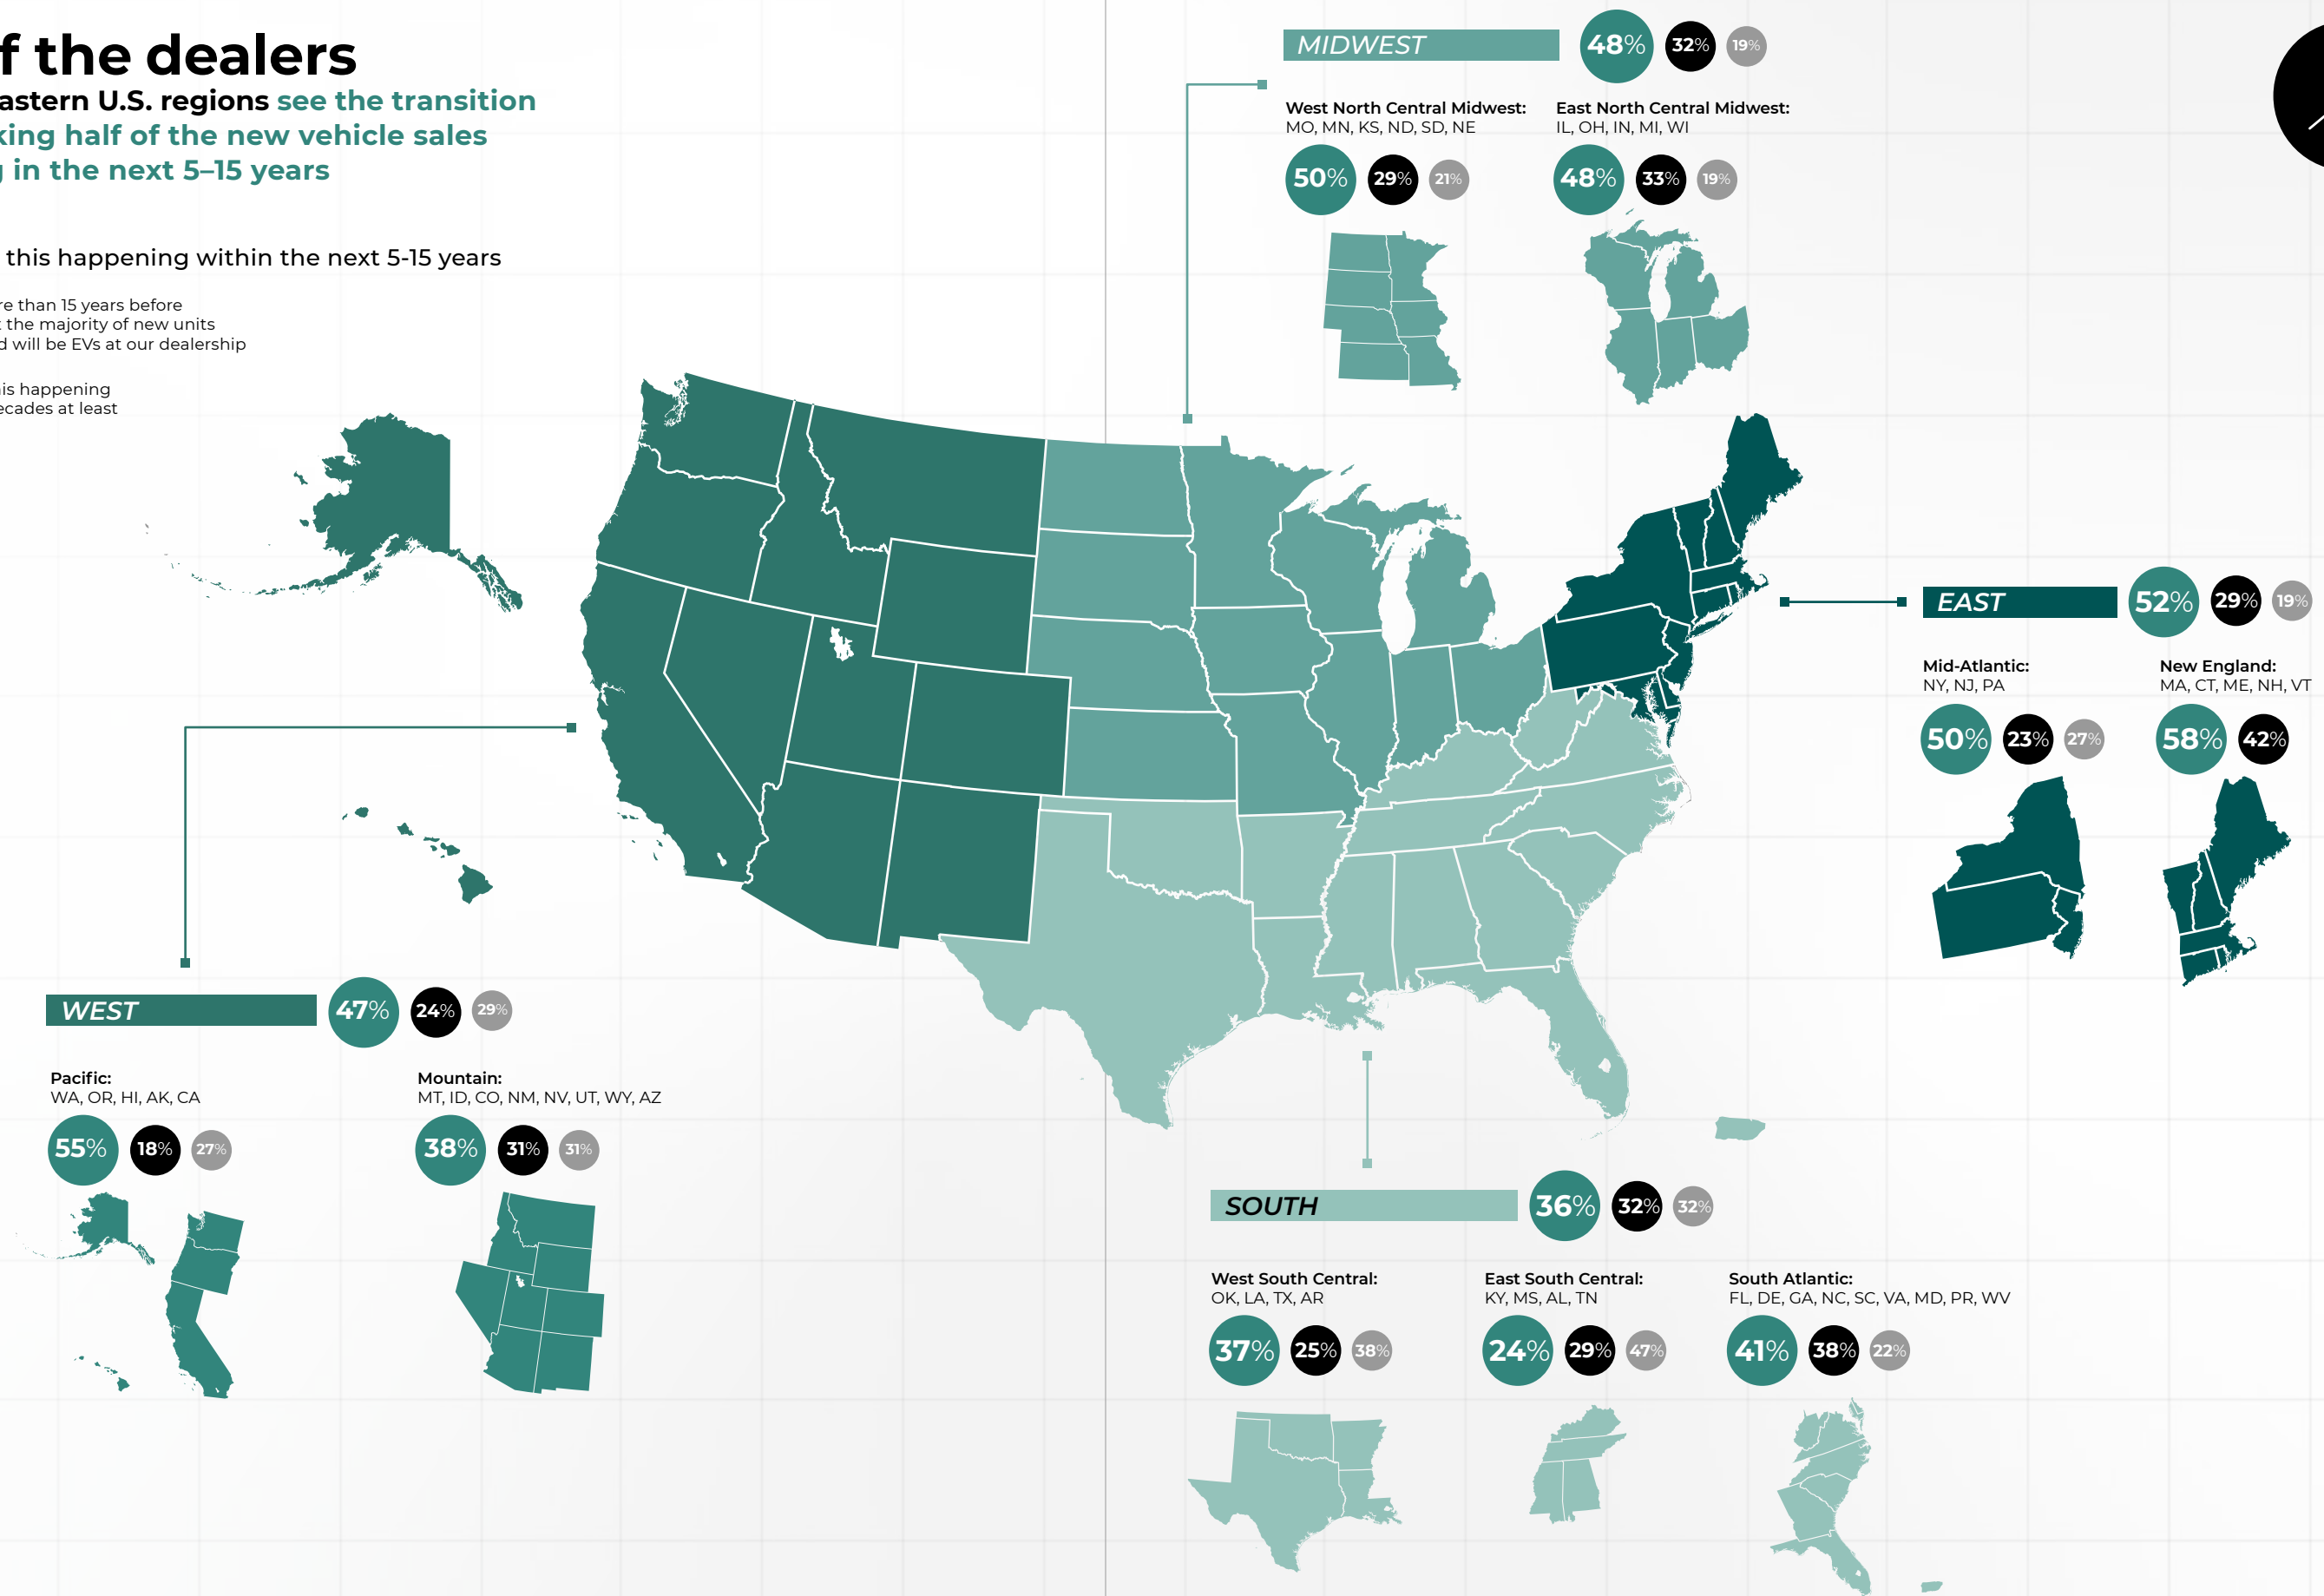 f the dealers
astern U.S. regions see the transition
king half of the new vehicle sales
in the next 5–15 years
this happening within the next 5-15 years
re than 15 years before
t the majority of new units
d will be EVs at our dealership
is happening
ecades at least
MIDWEST 48% 32% 19%
West North Central Midwest:
MO, MN, KS, ND, SD, NE
50% 29% 21%
East North Central Midwest:
IL, OH, IN, MI, WI
48% 33% 19%
EAST 52% 29% 19%
Mid-Atlantic:
NY, NJ, PA
50% 23% 27%
New England:
MA, CT, ME, NH, VT
58% 42%
WEST 47% 24% 29%
Pacific:
WA, OR, HI, AK, CA
55% 18% 27%
Mountain:
MT, ID, CO, NM, NV, UT, WY, AZ
38% 31% 31%
SOUTH 36% 32% 32%
West South Central:
OK, LA, TX, AR
37% 25% 38%
East South Central:
KY, MS, AL, TN
24% 29% 47%
South Atlantic:
FL, DE, GA, NC, SC, VA, MD, PR, WV
41% 38% 22%